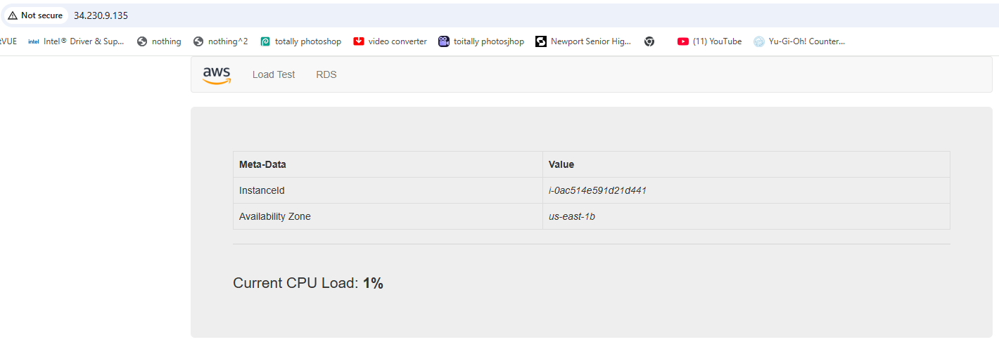 Not secure 34.230.9.135
tVUE intel Intel® Driver & Sup... nothing nothing^2 totally photoshop video converter toitally photosjhop Newport Senior Hig... (11) YouTube Yu-Gi-Oh! Counter...
aws Load Test RDS
Meta-Data Value
InstanceId i-0ac514e591d21d441
Availability Zone us-east-1b
Current CPU Load: 1%